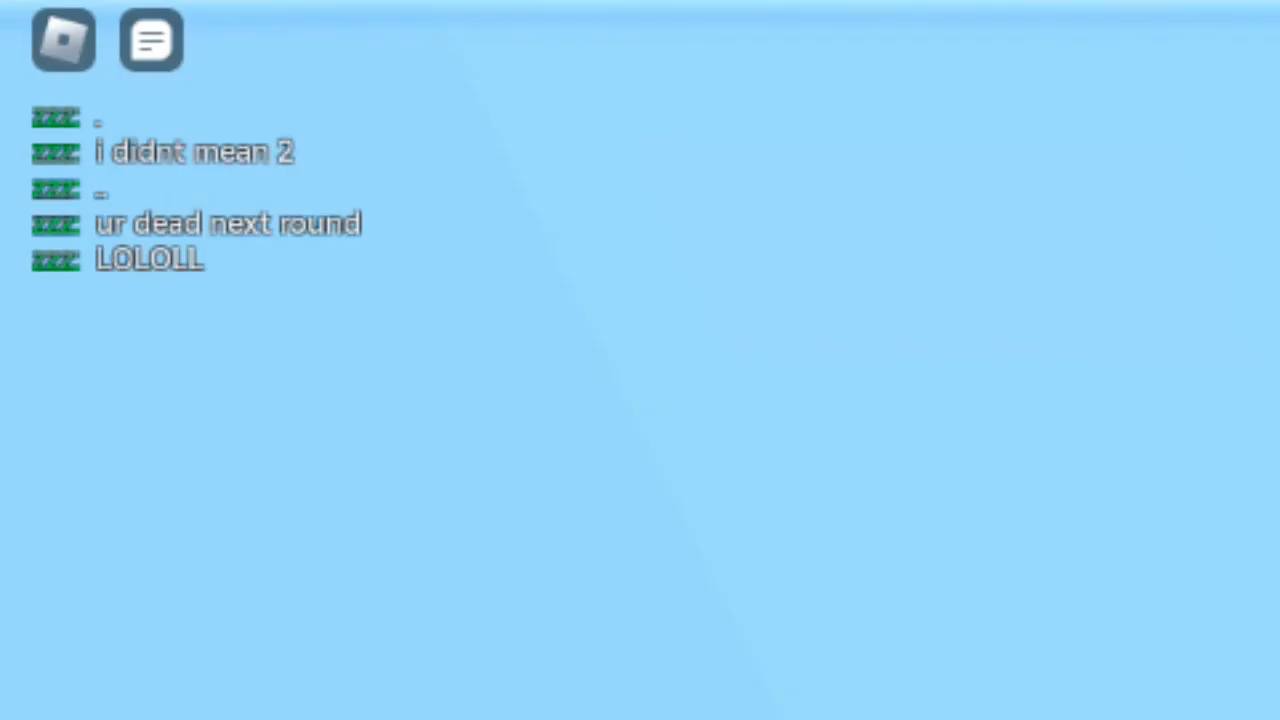 .
i didnt mean 2
..
ur dead next round
LOLOLL